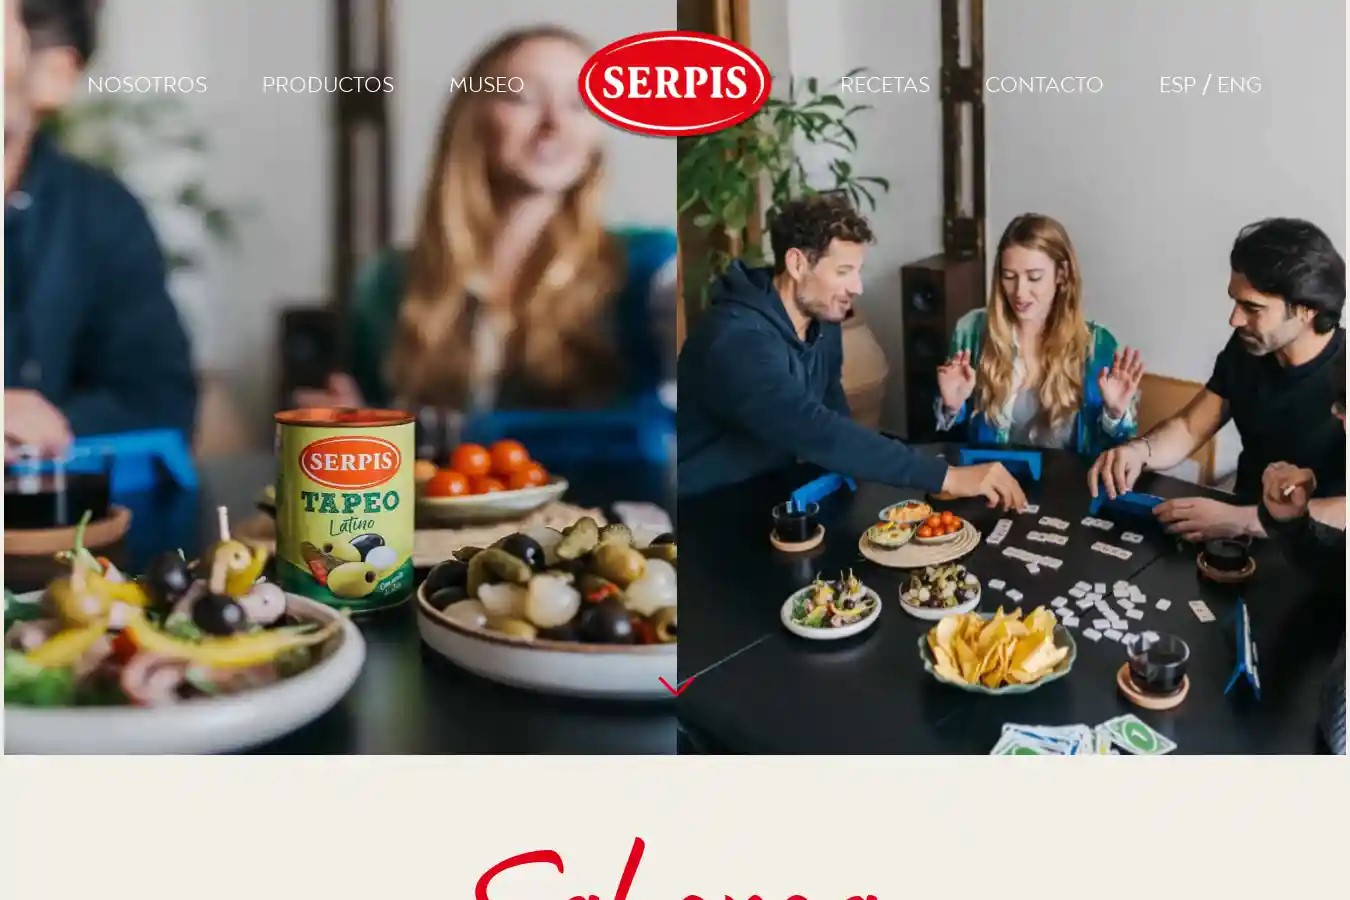 NOSOTROS PRODUCTOS MUSEO SERPIS RECETAS CONTACTO ESP / ENG
SERPIS
TAPEO
Latino